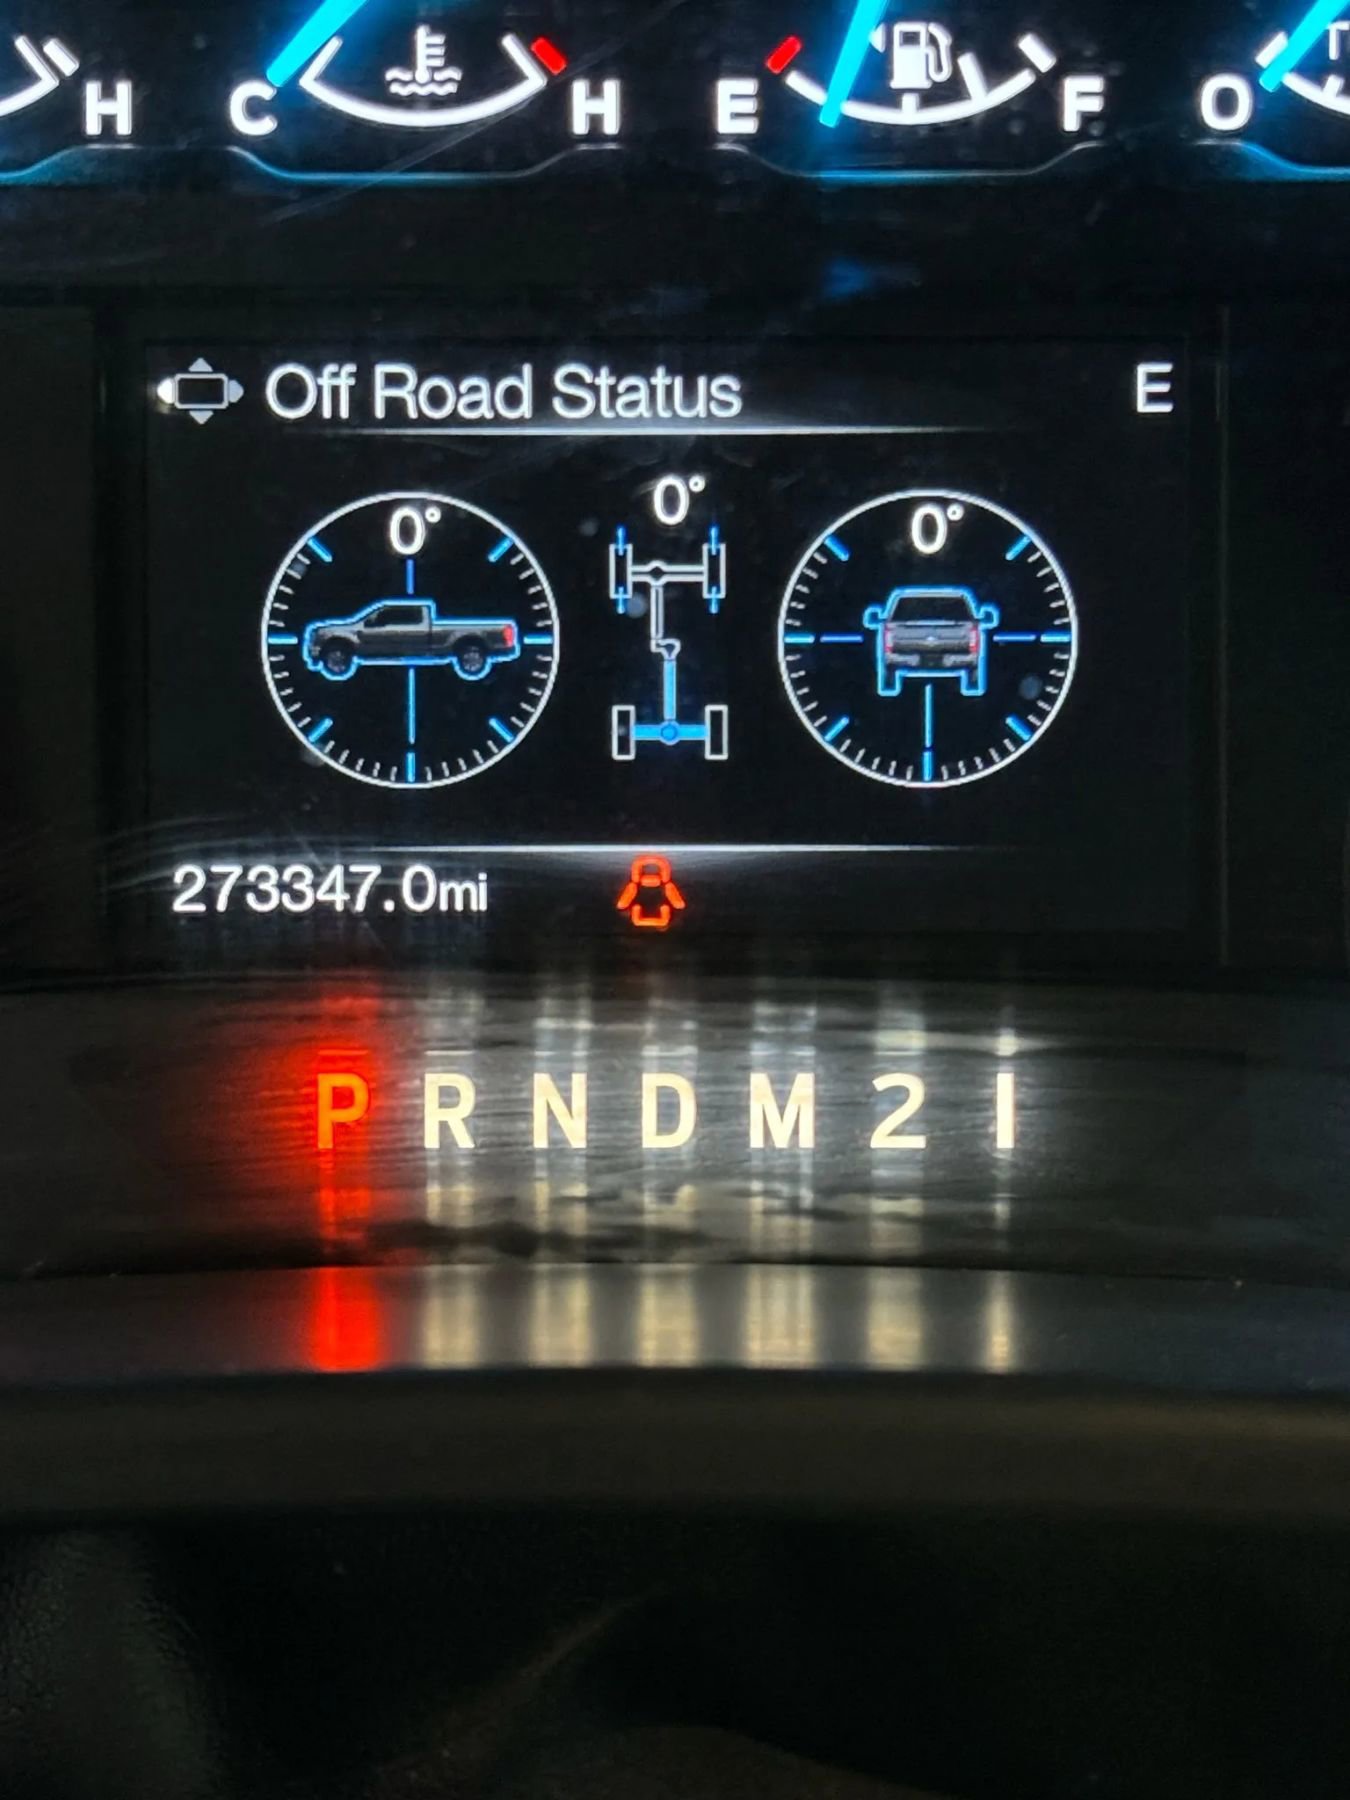 H C H E F O T
Off Road Status E
0° 0° 0°
273347.0mi
P R N D M 2 1